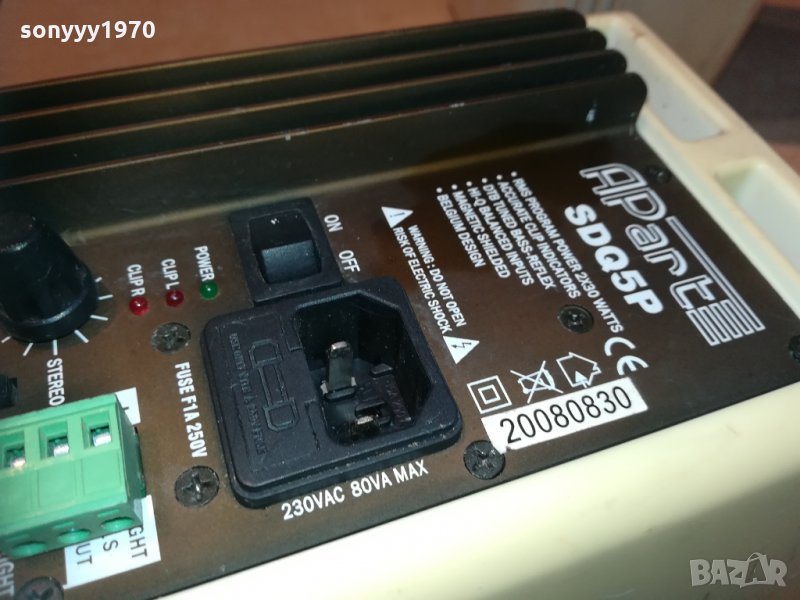 sonyyy1970
APart
SDQ5P
• RMS PROGRAM POWER 2X30 WATTS
• ACCURATE CLIP INDICATORS
• DTB TUNED BASS-REFLEX
• HI-Q BALANCED INPUTS
• MAGNETIC SHIELDED
• BELGIUM DESIGN
WARNING : DO NOT OPEN
RISK OF ELECTRIC SHOCK
ON
OFF
POWER
CLIP L
CLIP R
STEREO
FUSE F1A 250V
CE
20080830
230VAC 80VA MAX
BAZAR